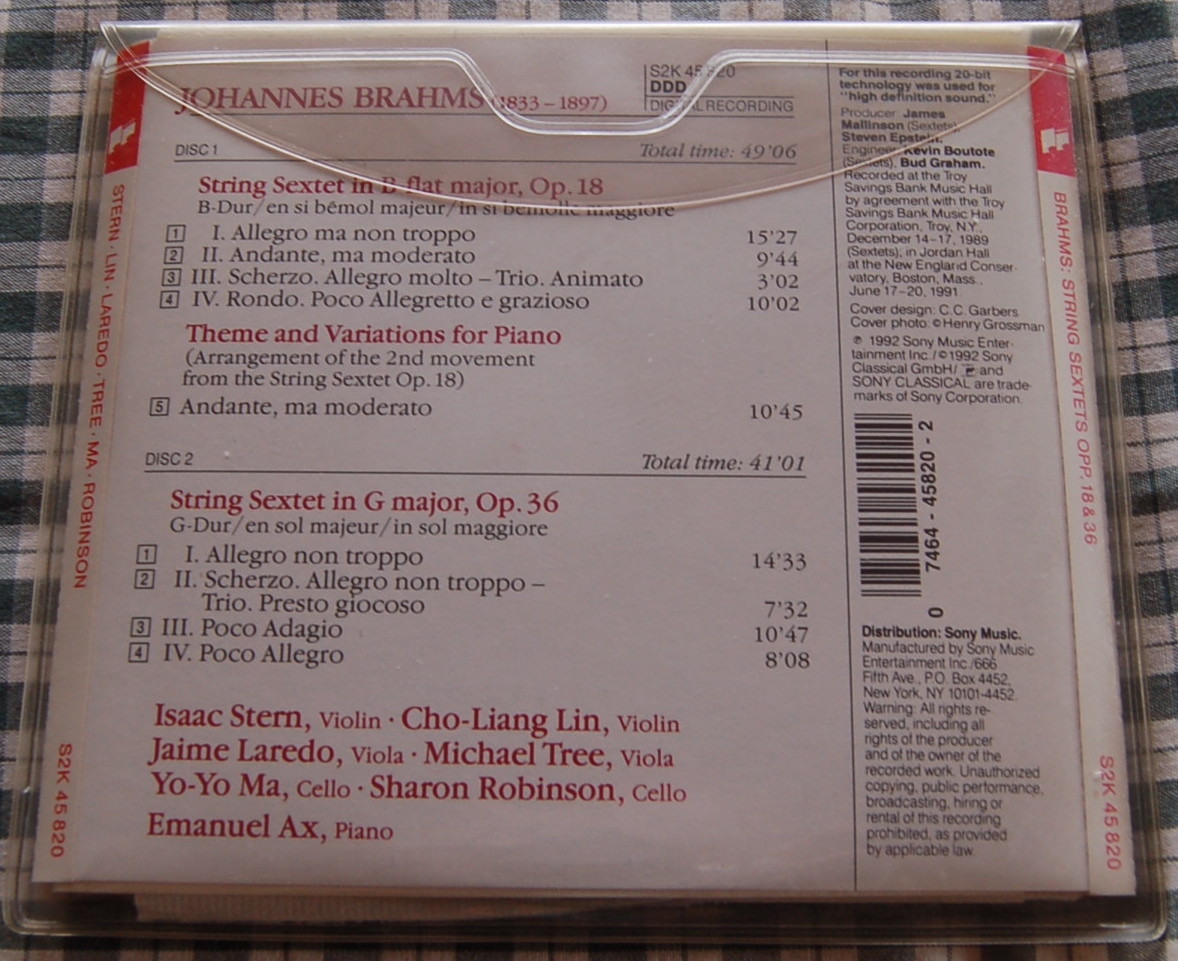 JOHANNES BRAHMS (1833–1897)
S2K 45 820
DDD
DIGITAL RECORDING
DISC 1
Total time: 49'06
String Sextet in B flat major, Op. 18
B-Dur/en si bémol majeur/in si bemolle maggiore
1 I. Allegro ma non troppo 15'27
2 II. Andante, ma moderato 9'44
3 III. Scherzo. Allegro molto – Trio. Animato 3'02
4 IV. Rondo. Poco Allegretto e grazioso 10'02
Theme and Variations for Piano
(Arrangement of the 2nd movement
from the String Sextet Op. 18)
5 Andante, ma moderato 10'45
DISC 2
Total time: 41'01
String Sextet in G major, Op. 36
G-Dur/en sol majeur/in sol maggiore
1 I. Allegro non troppo 14'33
2 II. Scherzo. Allegro non troppo –
Trio. Presto giocoso 7'32
3 III. Poco Adagio 10'47
4 IV. Poco Allegro 8'08
Isaac Stern, Violin · Cho-Liang Lin, Violin
Jaime Laredo, Viola · Michael Tree, Viola
Yo-Yo Ma, Cello · Sharon Robinson, Cello
Emanuel Ax, Piano
For this recording 20-bit
technology was used for
"high definition sound."
Producer: James
Mallinson (Sextets),
Steven Epstein.
Engineer: Kevin Boutote
(Sextets), Bud Graham.
Recorded at the Troy
Savings Bank Music Hall
by agreement with the Troy
Savings Bank Music Hall
Corporation, Troy, N.Y.,
December 14-17, 1989
(Sextets); in Jordan Hall
at the New England Conser-
vatory, Boston, Mass.,
June 17-20, 1991.
Cover design: C.C. Garbers
Cover photo: © Henry Grossman
℗ 1992 Sony Music Enter-
tainment Inc./© 1992 Sony
Classical GmbH/ and
SONY CLASSICAL are trade-
marks of Sony Corporation.
0 7464 - 45820 - 2
Distribution: Sony Music.
Manufactured by Sony Music
Entertainment Inc./666
Fifth Ave., P.O. Box 4452,
New York, NY 10101-4452.
Warning: All rights re-
served, including all
rights of the producer
and of the owner of the
recorded work. Unauthorized
copying, public performance,
broadcasting, hiring or
rental of this recording
prohibited, as provided
by applicable law.
STERN · LIN · LAREDO · TREE · MA · ROBINSON
S2K 45 820
BRAHMS: STRING SEXTETS OPP. 18 & 36
S2K 45 820